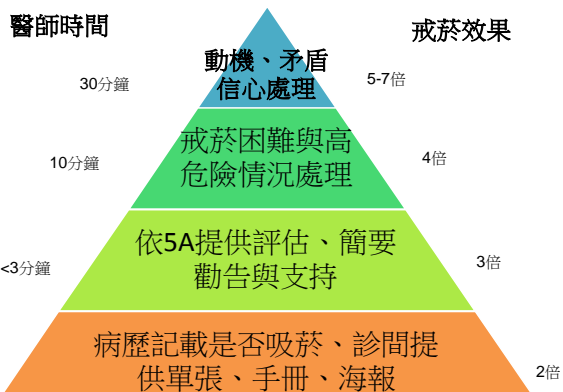 醫師時間
戒菸效果
動機、矛盾
信心處理
30分鐘
5-7倍
戒菸困難與高
危險情況處理
10分鐘
4倍
依5A提供評估、簡要
勸告與支持
<3分鐘
3倍
病歷記載是否吸菸、診間提
供單張、手冊、海報
2倍